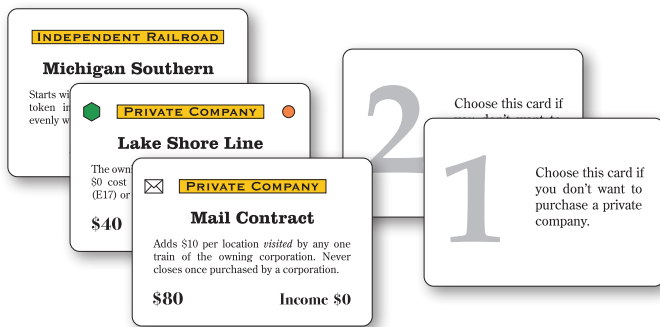 INDEPENDENT RAILROAD
Michigan Southern
Starts
token
evenly
PRIVATE COMPANY
Lake Shore Line
The
$0 cost
(E17) or
$40
PRIVATE COMPANY
Mail Contract
Adds $10 per location visited by any one
train of the owning corporation. Never
closes once purchased by a corporation.
$80 Income $0
2
Choose this card if
1
Choose this card if
you don't want to
purchase a private
company.